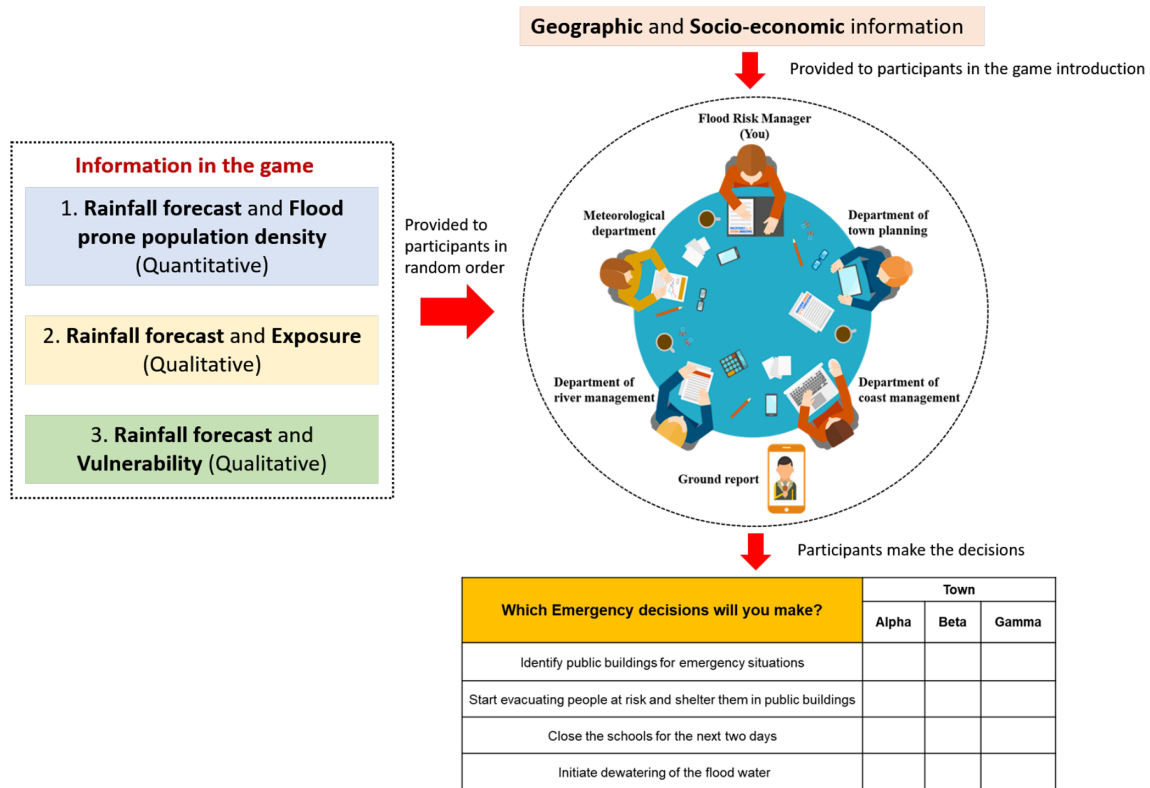 Geographic and Socio-economic information
Provided to participants in the game introduction
Information in the game
1. Rainfall forecast and Flood
prone population density
(Quantitative)
2. Rainfall forecast and Exposure
(Qualitative)
3. Rainfall forecast and
Vulnerability (Qualitative)
Provided to
participants in
random order
Flood Risk Manager
(You)
Meteorological
department
Department of
town planning
Department of
river management
Department of
coast management
Ground report
Participants make the decisions
Which Emergency decisions will you make?
Town
Alpha
Beta
Gamma
Identify public buildings for emergency situations
Start evacuating people at risk and shelter them in public buildings
Close the schools for the next two days
Initiate dewatering of the flood water